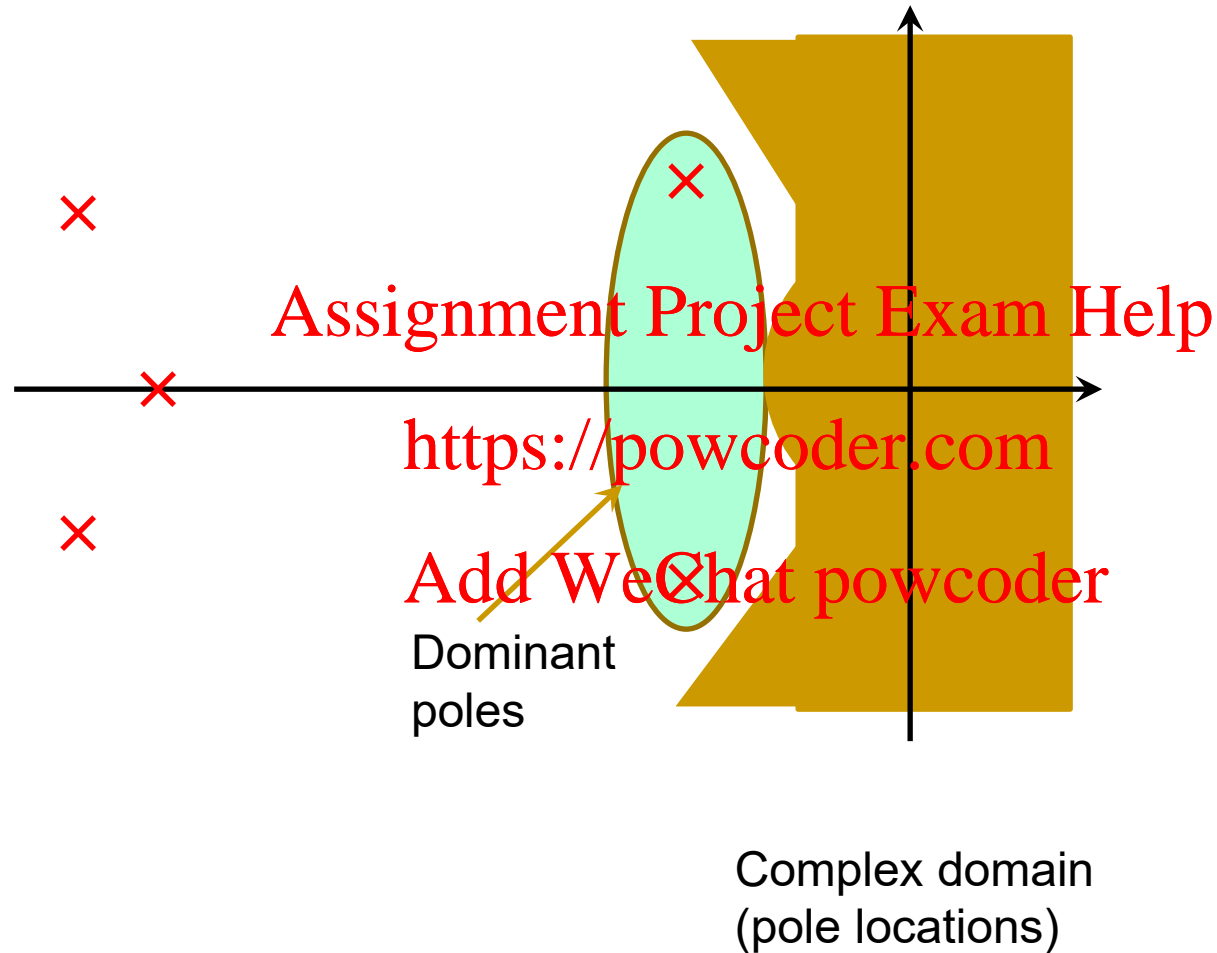 Assignment Project Exam Help
https://powcoder.com
Add WeChat powcoder
Dominant
poles
Complex domain
(pole locations)